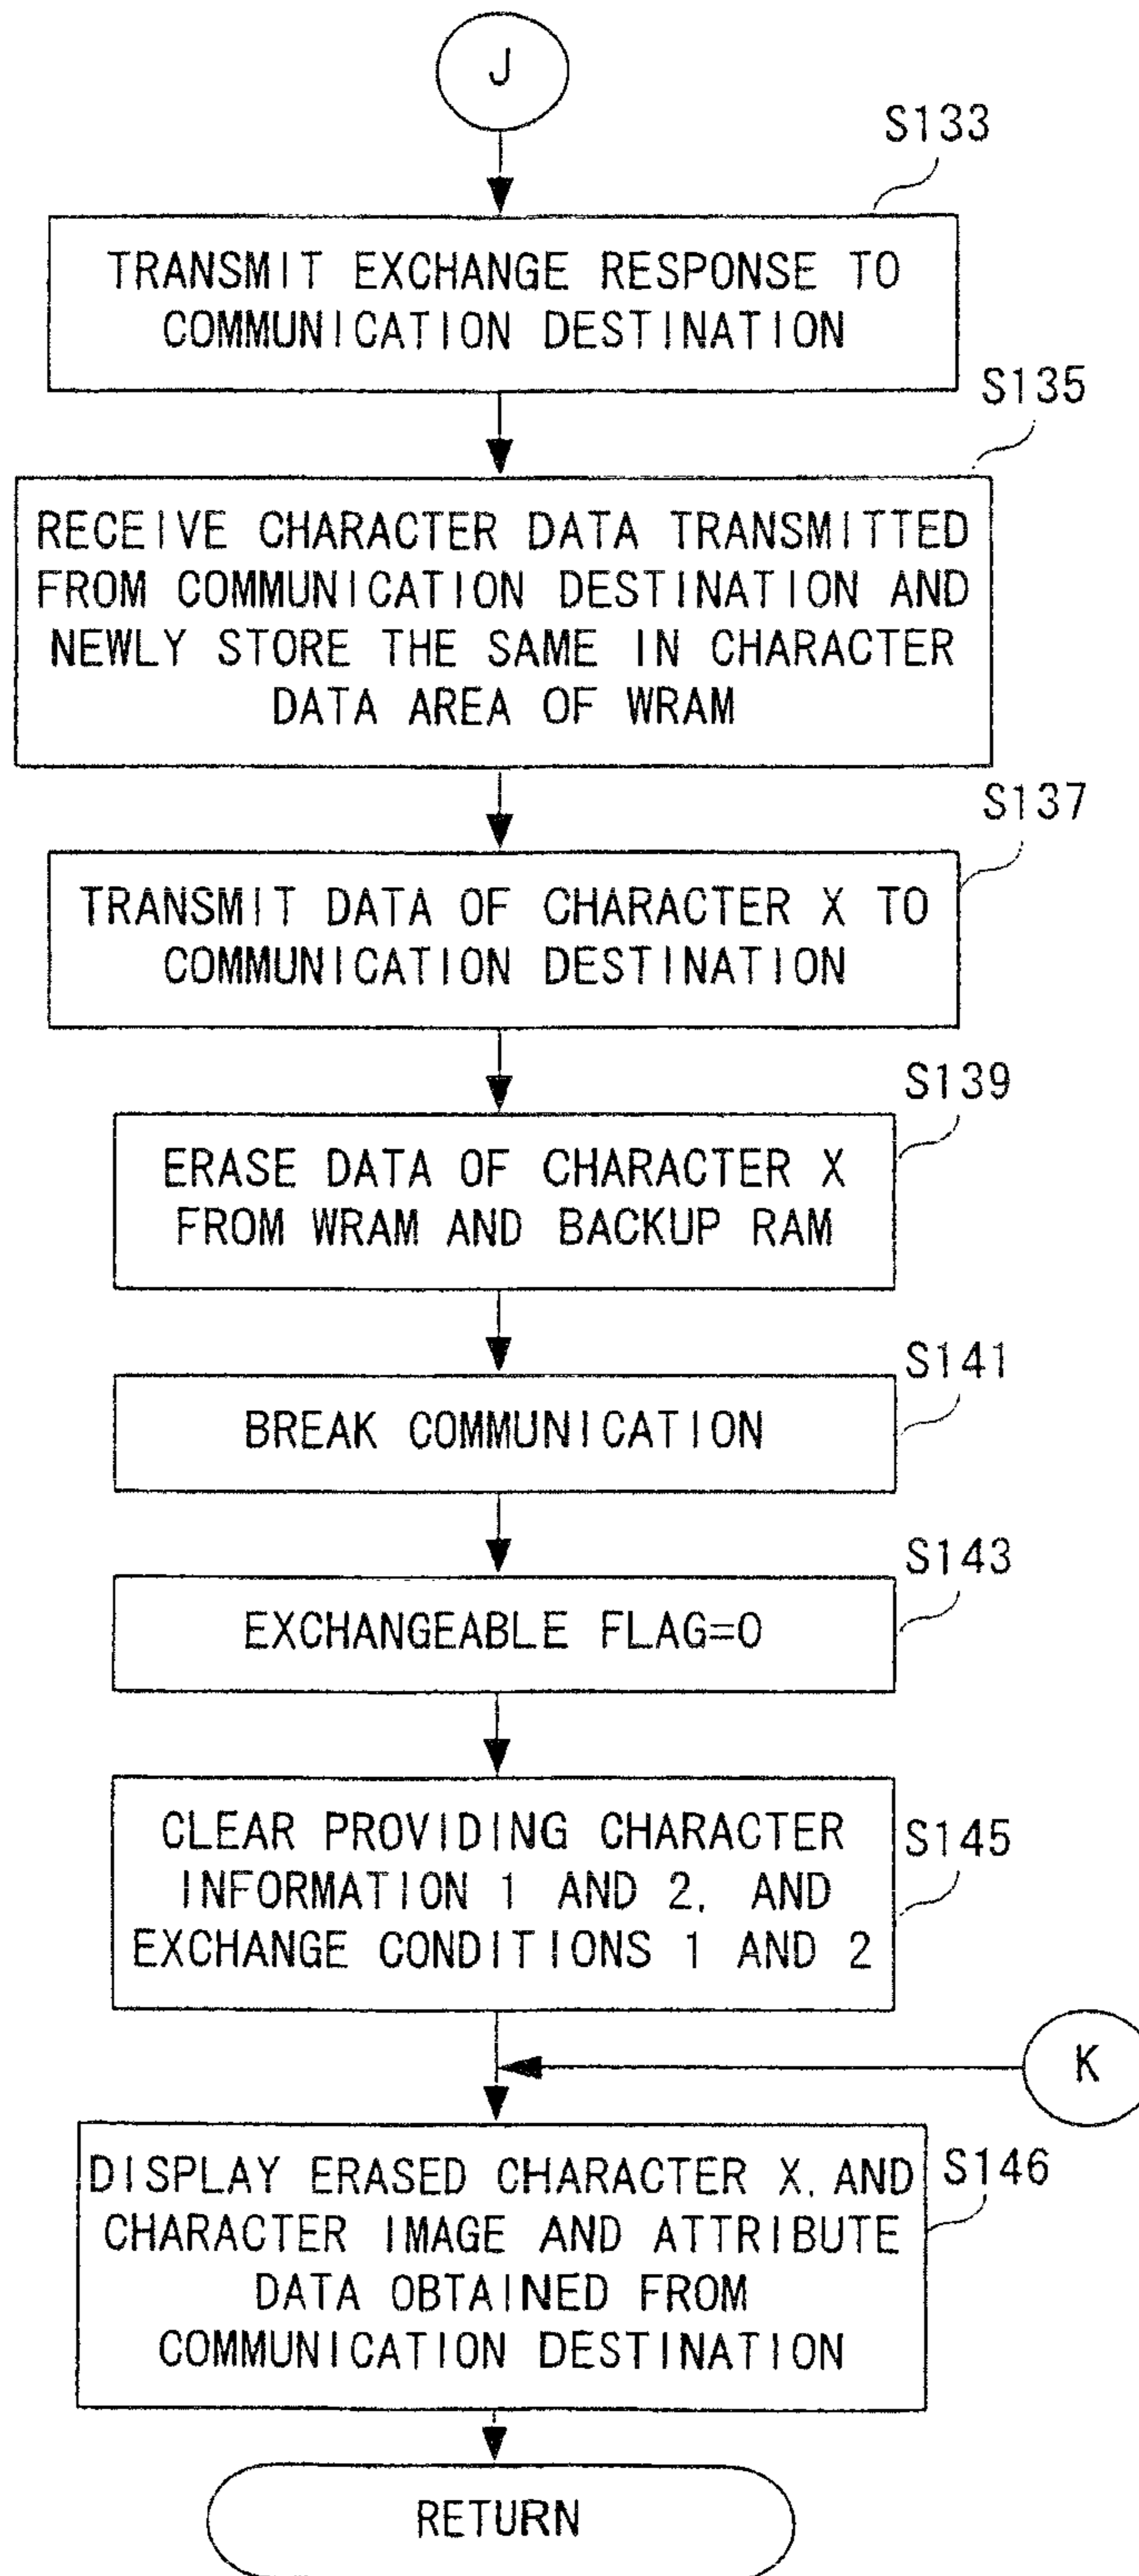 J
S133
TRANSMIT EXCHANGE RESPONSE TO
COMMUNICATION DESTINATION
S135
RECEIVE CHARACTER DATA TRANSMITTED
FROM COMMUNICATION DESTINATION AND
NEWLY STORE THE SAME IN CHARACTER
DATA AREA OF WRAM
S137
TRANSMIT DATA OF CHARACTER X TO
COMMUNICATION DESTINATION
S139
ERASE DATA OF CHARACTER X
FROM WRAM AND BACKUP RAM
S141
BREAK COMMUNICATION
S143
EXCHANGEABLE FLAG=0
S145
CLEAR PROVIDING CHARACTER
INFORMATION 1 AND 2, AND
EXCHANGE CONDITIONS 1 AND 2
K
S146
DISPLAY ERASED CHARACTER X, AND
CHARACTER IMAGE AND ATTRIBUTE
DATA OBTAINED FROM
COMMUNICATION DESTINATION
RETURN